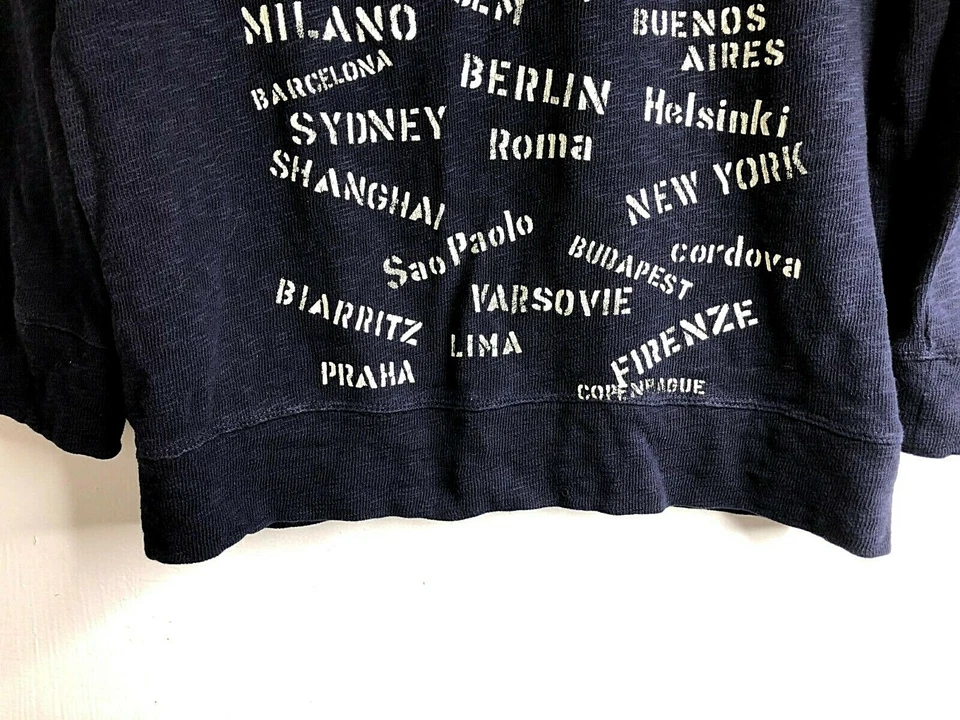 MILANO
BUENOS
AIRES
BARCELONA
BERLIN
Helsinki
SYDNEY
Roma
SHANGHAI
NEW YORK
Sao Paolo
BUDAPEST
cordova
BIARRITZ
VARSOVIE
FIRENZE
LIMA
PRAHA
COPENHAGUE